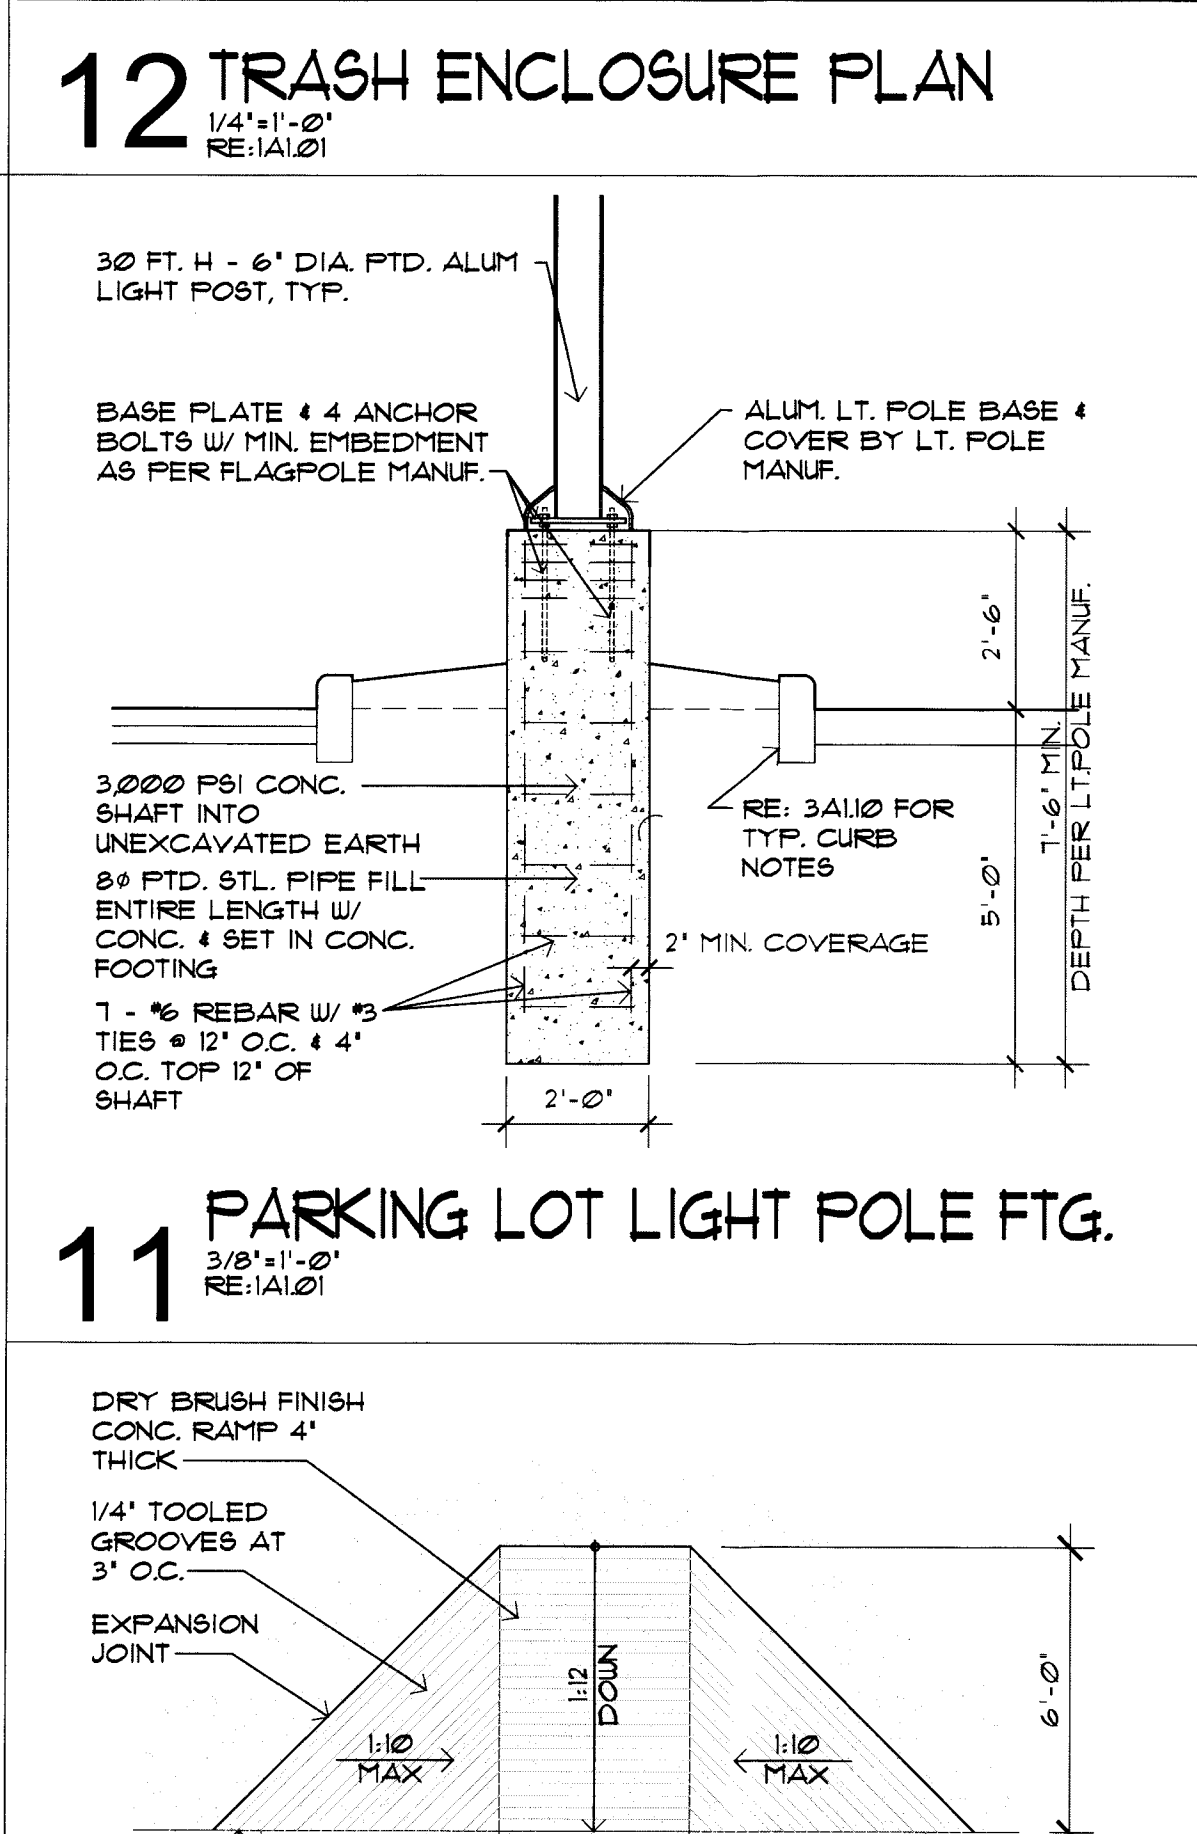 12 TRASH ENCLOSURE PLAN
1/4"=1'-0"
RE:1A1.01
30 FT. H - 6" DIA. PTD. ALUM
LIGHT POST, TYP.
BASE PLATE & 4 ANCHOR
BOLTS W/ MIN. EMBEDMENT
AS PER FLAGPOLE MANUF.
ALUM. LT. POLE BASE &
COVER BY LT. POLE
MANUF.
2'-6"
7'-6" MIN.
DEPTH PER LT.POLE MANUF.
5'-0"
3,000 PSI CONC.
SHAFT INTO
UNEXCAVATED EARTH
8ø PTD. STL. PIPE FILL
ENTIRE LENGTH W/
CONC. & SET IN CONC.
FOOTING
7 - #6 REBAR W/ #3
TIES @ 12" O.C. & 4"
O.C. TOP 12" OF
SHAFT
RE: 3A1.10 FOR
TYP. CURB
NOTES
2" MIN. COVERAGE
2'-0"
11 PARKING LOT LIGHT POLE FTG.
3/8"=1'-0"
RE:1A1.01
DRY BRUSH FINISH
CONC. RAMP 4"
THICK
1/4" TOOLED
GROOVES AT
3" O.C.
EXPANSION
JOINT
1:12
DOWN
1:10
MAX
1:10
MAX
6'-0"